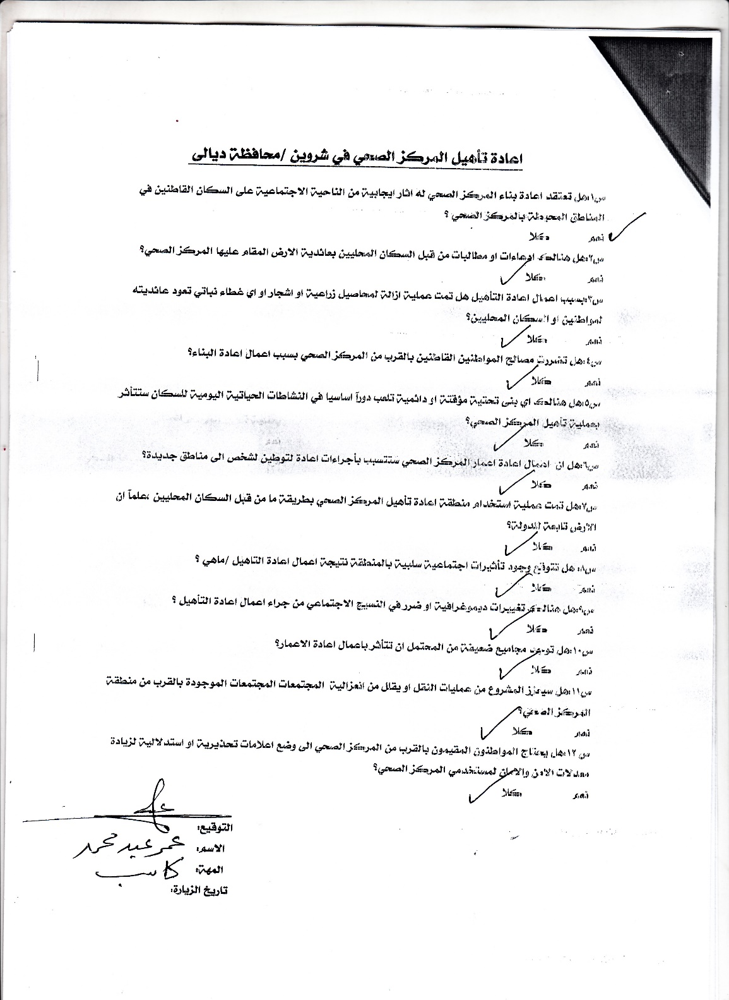 اعادة تأهيل المركز الصحي في شروين /محافظة ديالى
س١:هل تعتقد اعادة بناء المركز الصحي له اثار ايجابية من الناحية الاجتماعية على السكان القاطنين في
المناطق المحيطة بالمركز الصحي ؟
نعم كلا
س٢:هل هنالك ادعاءات او مطالبات من قبل السكان المحليين بعائدية الارض المقام عليها المركز الصحي؟
نعم كلا
س٣:بسبب اعمال اعادة التأهيل هل تمت عملية ازالة لمحاصيل زراعية او اشجار او اي غطاء نباتي تعود عائديته
لمواطنين او السكان المحليين؟
نعم كلا
س٤:هل تضررت مصالح المواطنين القاطنين بالقرب من المركز الصحي بسبب اعمال اعادة البناء؟
نعم كلا
س٥:هل هنالك اي بنى تحتية مؤقتة او دائمية تلعب دوراً اساسيا في النشاطات الحياتية اليومية للسكان ستتأثر
بعملية تأهيل المركز الصحي؟
نعم كلا
س٦:هل ان اعمال اعادة اعمار المركز الصحي ستتسبب بأجراءات اعادة لتوطين لشخص الى مناطق جديدة؟
نعم كلا
س٧:هل تمت عملية استخدام منطقة اعادة تأهيل المركز الصحي بطريقة ما من قبل السكان المحليين ،علماً ان
الارض تابعة للدولة؟
نعم كلا
س٨: هل تتوقع وجود تأثيرات اجتماعية سلبية بالمنطقة نتيجة اعمال اعادة التاهيل /ماهي ؟
نعم كلا
س٩:هل هنالك تغييرات ديموغرافية او ضرر في النسيج الاجتماعي من جراء اعمال اعادة التأهيل ؟
نعم كلا
س١٠:هل توجد مجاميع ضعيفة من المحتمل ان تتأثر باعمال اعادة الاعمار؟
نعم كلا
س١١:هل سيعزز المشروع من عمليات النقل او يقلل من انعزالية المجتمعات المجتمعات الموجودة بالقرب من منطقة
المركز الصحي؟
نعم كلا
س١٢:هل يحتاج المواطنون المقيمون بالقرب من المركز الصحي الى وضع اعلامات تحذيرية او استدلالية لزيادة
معدلات الامن والامان لمستخدمي المركز الصحي؟
نعم كلا
التوقيع:
الاسم: عمر عبيد محمد
المهنة: كاسب
تاريخ الزيارة: